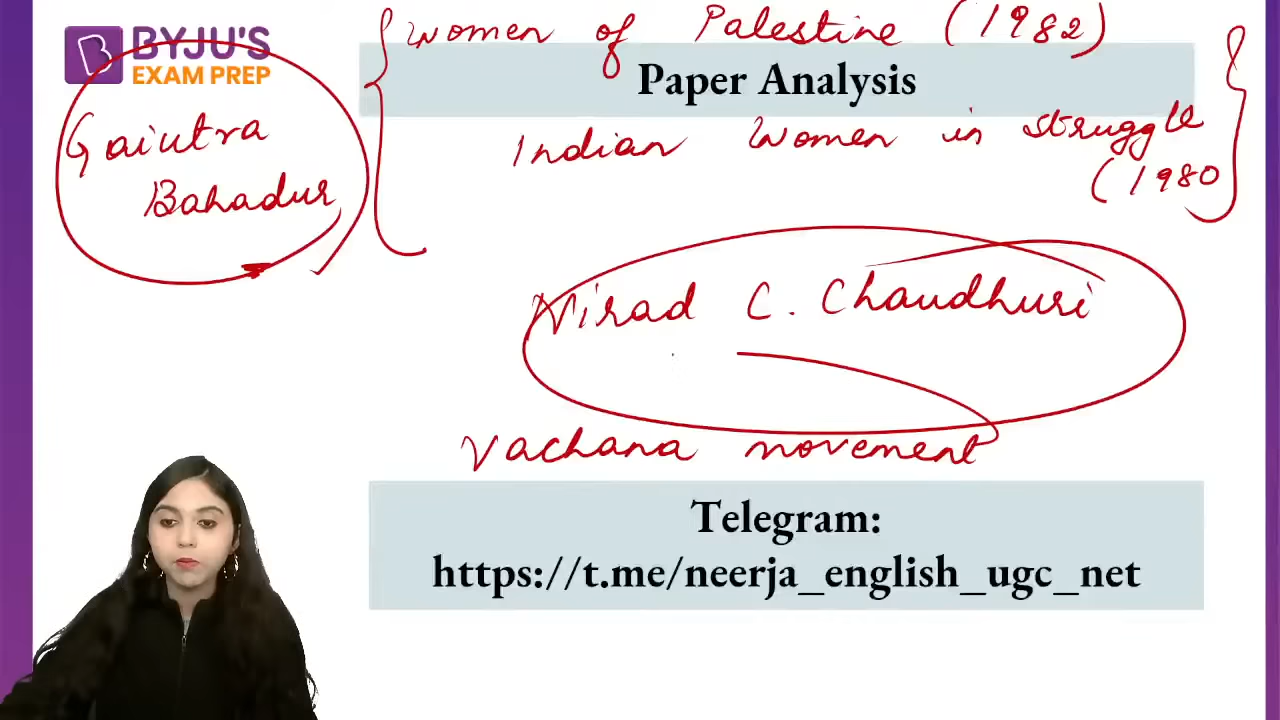 BYJU'S
EXAM PREP
Women of Palestine (1982)
Paper Analysis
Gaiutra
Bahadur
Indian Women in struggle
(1980
Nirad C. Chaudhuri
Vachana movement
Telegram:
https://t.me/neerja_english_ugc_net